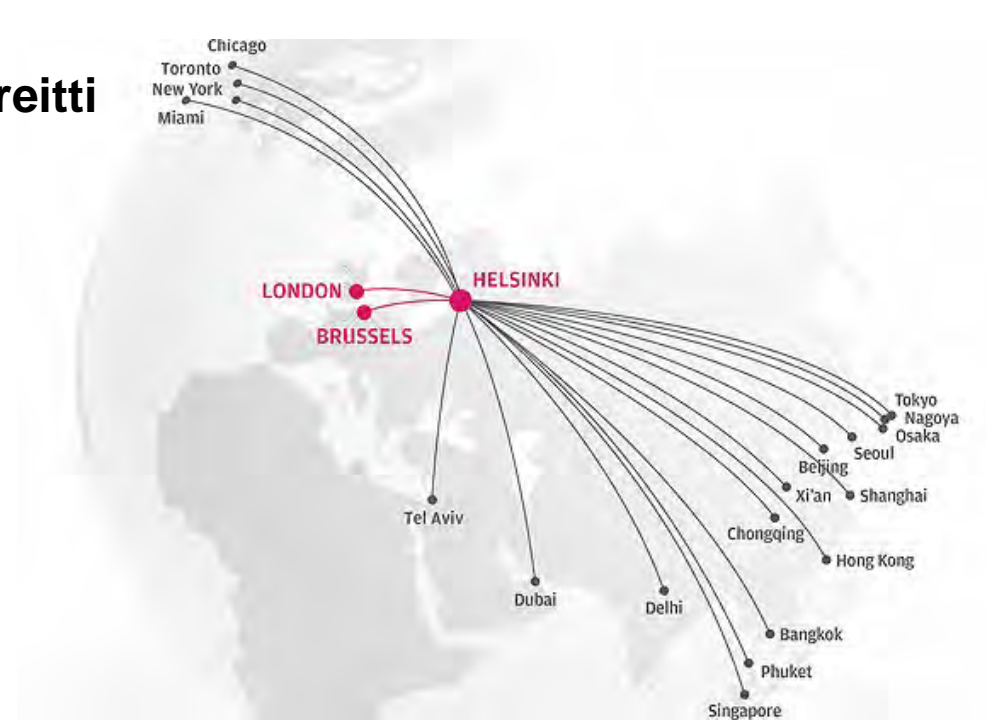 Chicago
reitti
Toronto
New York
Miami
HELSINKI
LONDON
BRUSSELS
Tokyo
Nagoya
Osaka
Seoul
Beijing
Xi'an
Shanghai
Tel Aviv
Chongqing
Hong Kong
Dubai
Delhi
Bangkok
Phuket
Singapore